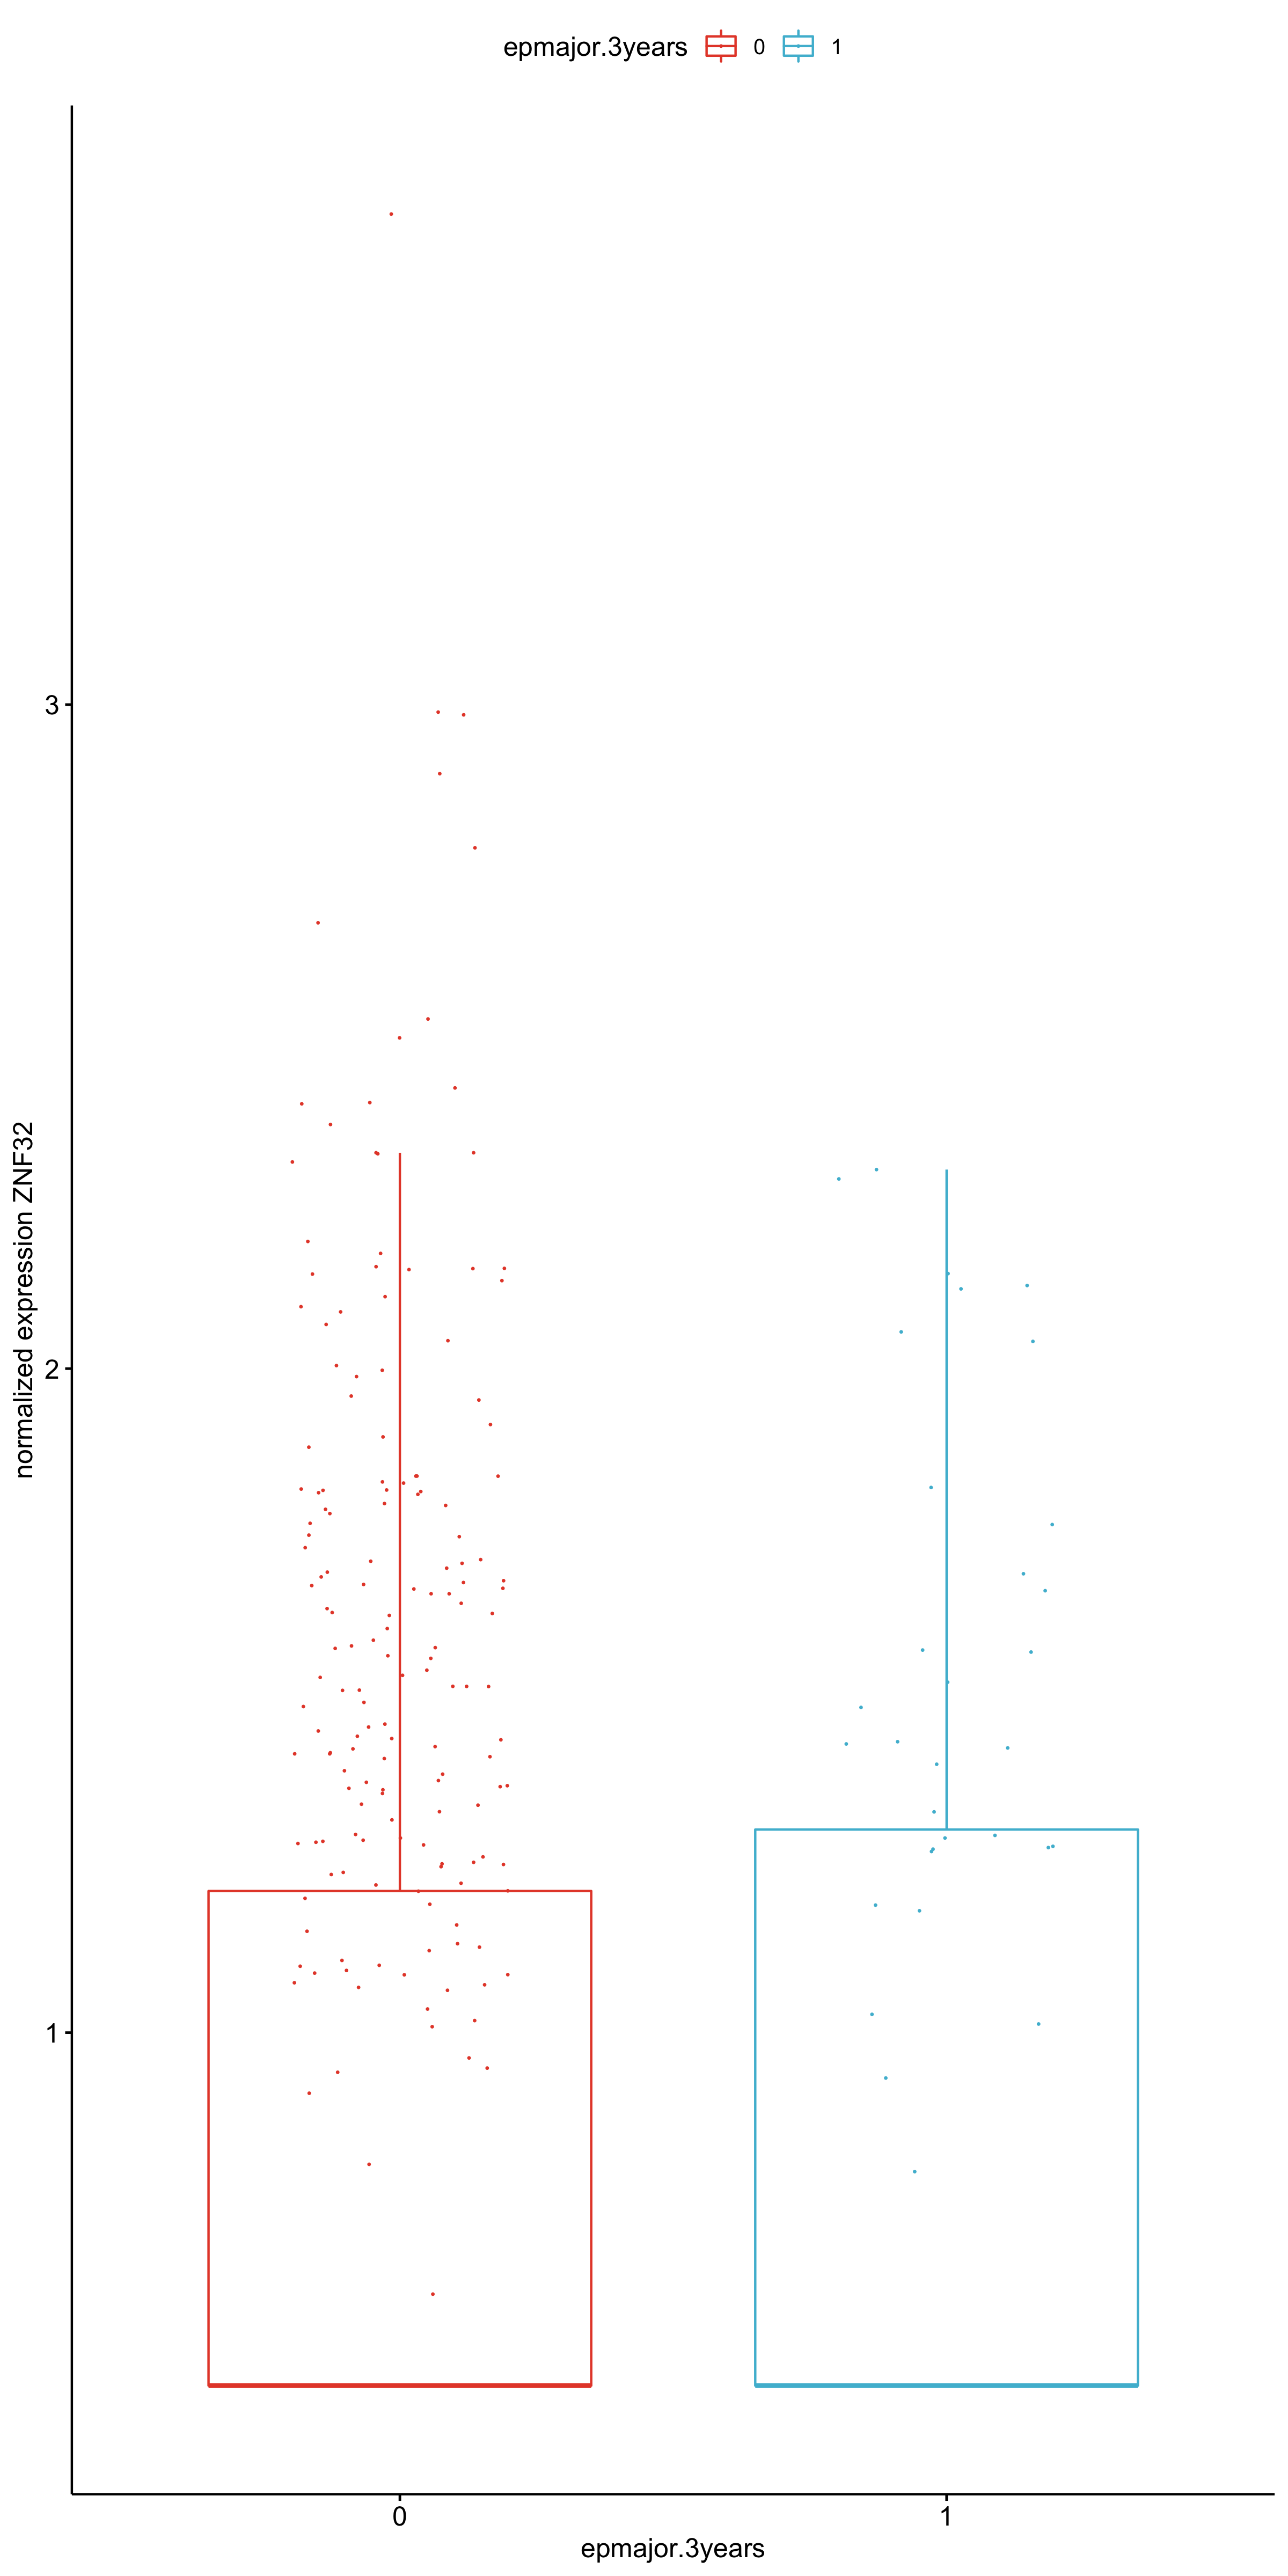 epmajor.3years 0 1
normalized expression ZNF32
3
2
1
0 1
epmajor.3years